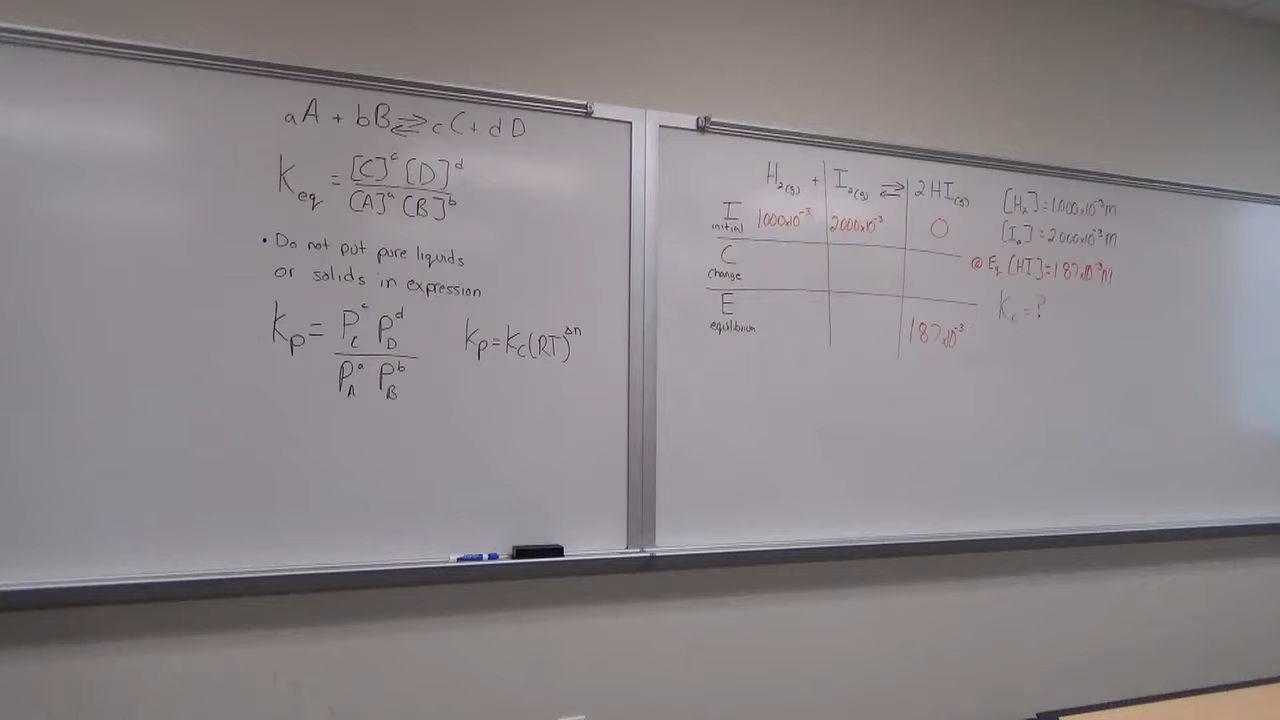 aA + bB ⇌ cC + dD
Keq = [C]^c [D]^d / [A]^a [B]^b
• Do not put pure liquids
or solids in expression
Kp = P_C^c P_D^d / P_A^a P_B^b
Kp = Kc(RT)^Δn
H2(g) + I2(g) ⇌ 2HI(g)
I initial 1.000x10^-3 2.000x10^-3 0
C change
E equilibrium 1.87x10^-3
[H2] = 1.000x10^-3 M
[I2] = 2.000x10^-3 M
@ Eq [HI] = 1.87x10^-3 M
Kc = ?